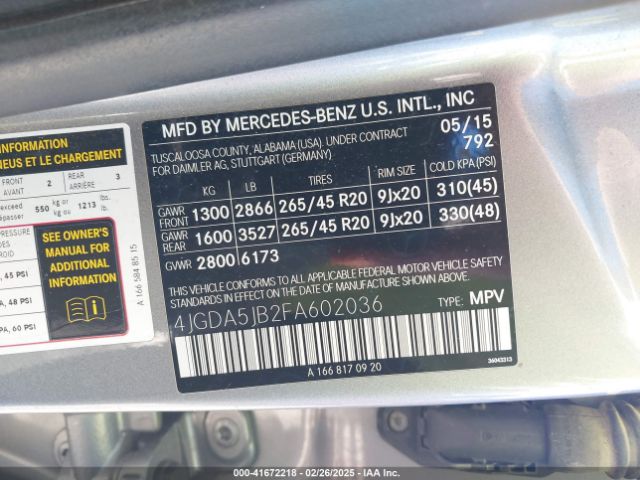 MFD BY MERCEDES-BENZ U.S. INTL., INC
TUSCALOOSA COUNTY, ALABAMA (USA). UNDER CONTRACT
FOR DAIMLER AG, STUTTGART (GERMANY)
05/15
792
KG LB TIRES RIM SIZE COLD KPA (PSI)
GAWR FRONT 1300 2866 265/45 R20 9Jx20 310(45)
GAWR REAR 1600 3527 265/45 R20 9Jx20 330(48)
GVWR 2800 6173
THIS VEHICLE CONFORMS TO ALL APPLICABLE FEDERAL MOTOR VEHICLE SAFETY
STANDARDS IN EFFECT ON THE DATE OF MANUFACTURE SHOWN ABOVE.
4JGDA5JB2FA602036
TYPE: MPV
A 166 817 09 20
36043313
INFORMATION
NEUS ET LE CHARGEMENT
FRONT 2 REAR 3
AVANT ARRIÈRE
exceed 550 kg or 1213 lbs.
kg ou lb.
PRESSURE
SEE OWNER'S
MANUAL FOR
ADDITIONAL
INFORMATION
A 166 584 85 15
45 PSI
A, 48 PSI
PA, 60 PSI
000-41672218 - 02/26/2025 - IAA Inc.